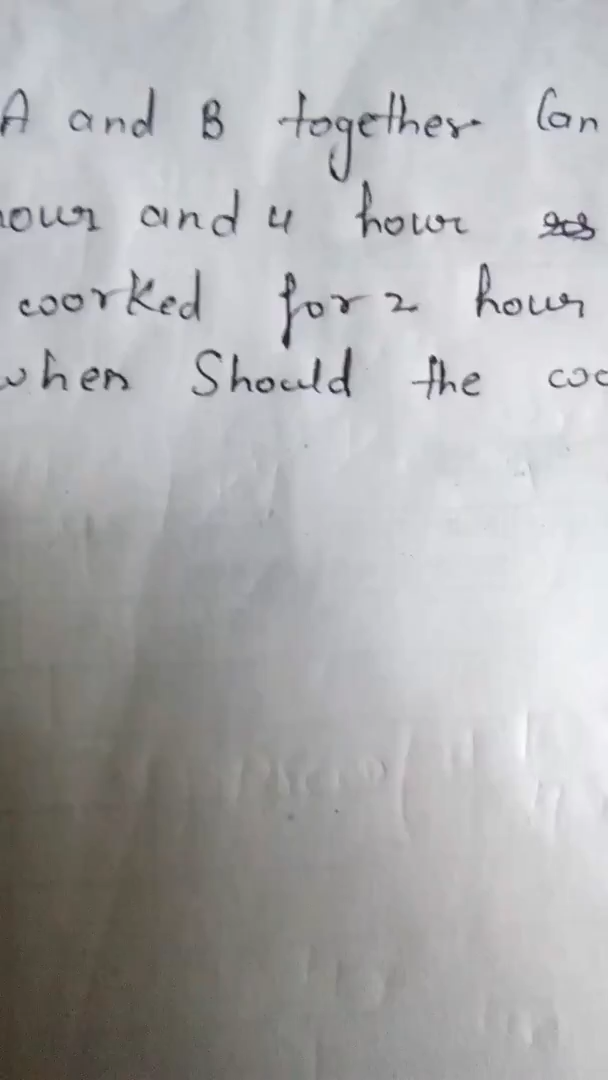 A and B together Can
our and 4 hour
coorked for 2 hour
when Should the